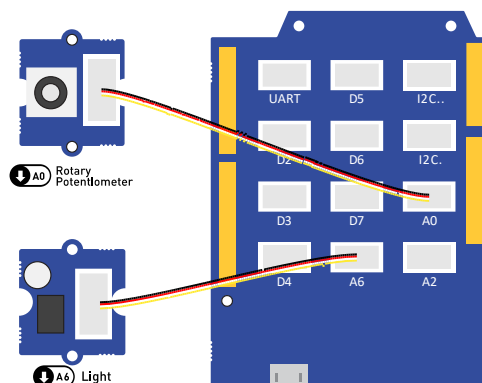 UART D5 I2C..
D2 D6 I2C.
A0 Rotary
Potentiometer
D3 D7 A0
D4 A6 A2
A6 Light